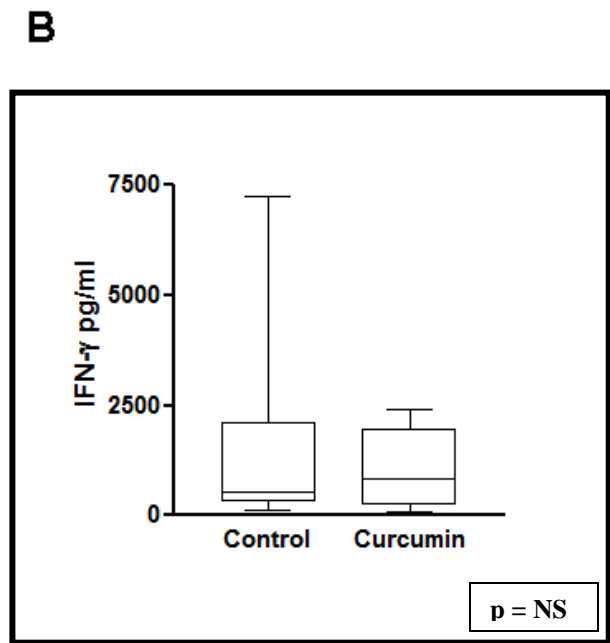 B
7500
5000
2500
0
IFN-γ pg/ml
Control Curcumin
p = NS